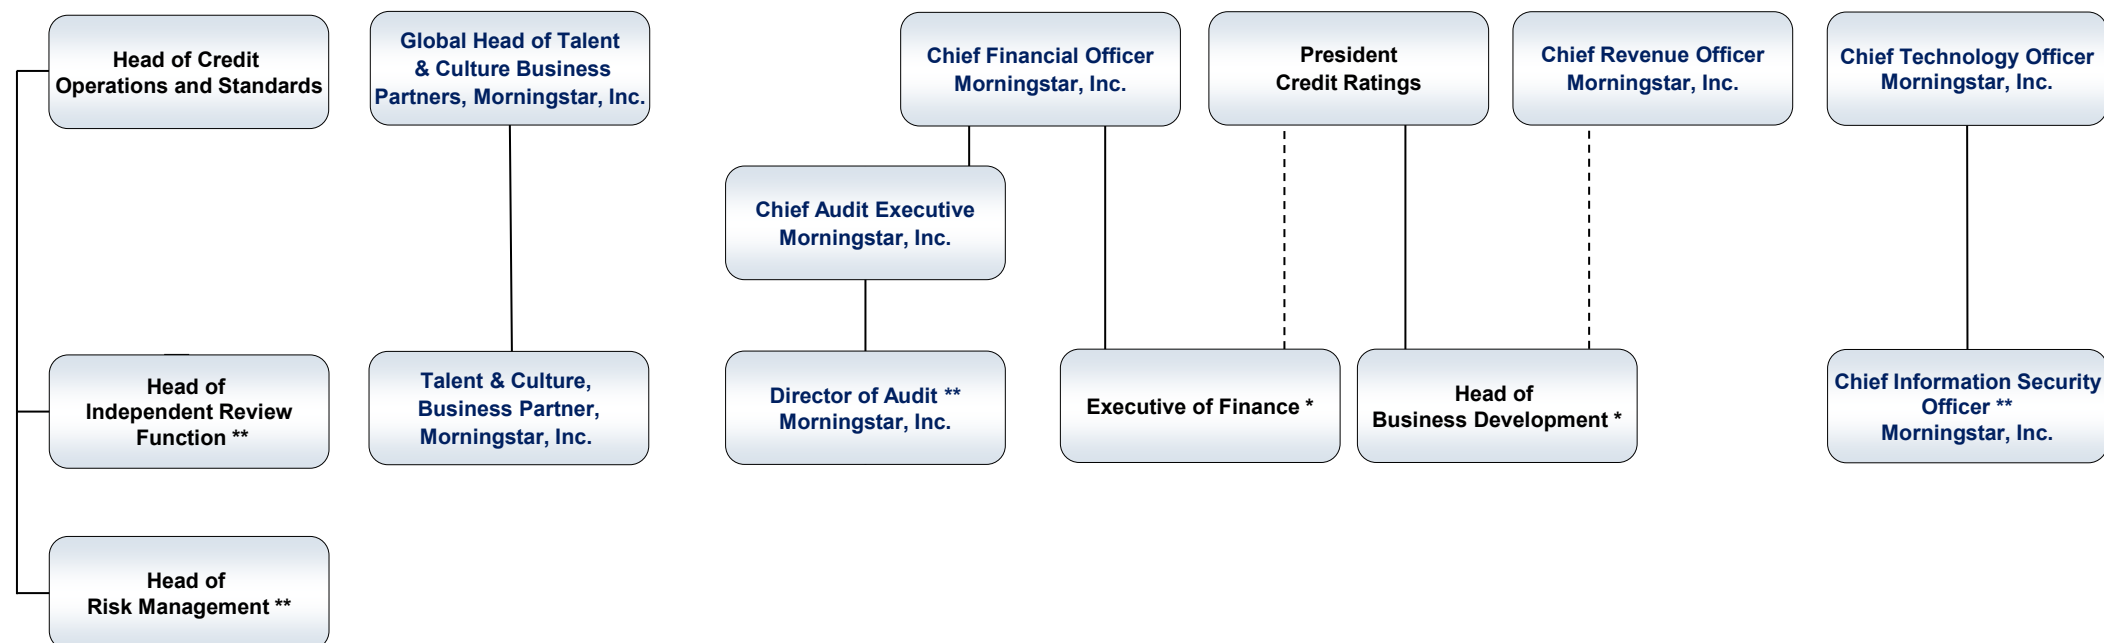 Head of Credit
Operations and Standards
Global Head of Talent
& Culture Business
Partners, Morningstar, Inc.
Chief Financial Officer
Morningstar, Inc.
President
Credit Ratings
Chief Revenue Officer
Morningstar, Inc.
Chief Technology Officer
Morningstar, Inc.
Chief Audit Executive
Morningstar, Inc.
Head of
Independent Review
Function **
Talent & Culture,
Business Partner,
Morningstar, Inc.
Director of Audit **
Morningstar, Inc.
Executive of Finance *
Head of
Business Development *
Chief Information Security
Officer **
Morningstar, Inc.
Head of
Risk Management **